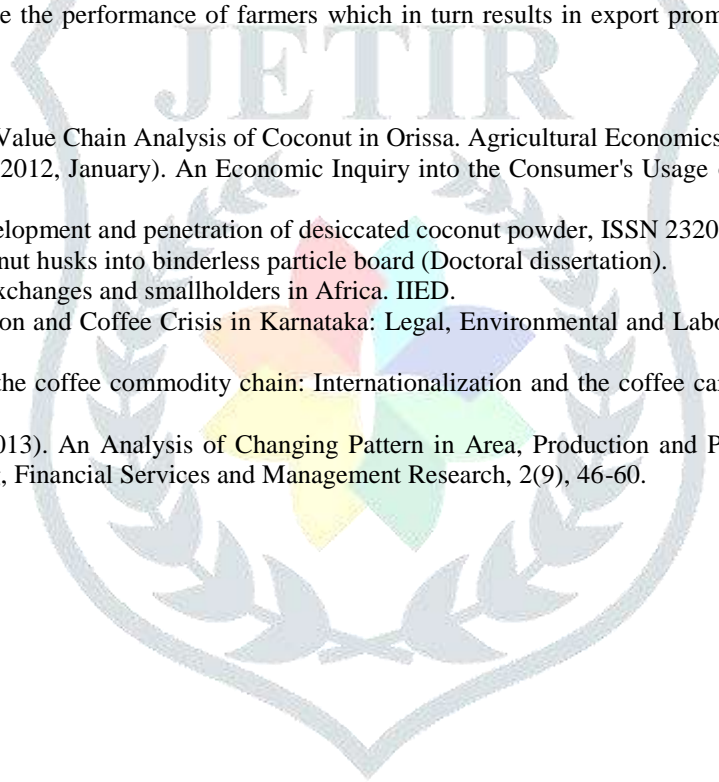 e the performance of farmers which in turn results in export prom
JETIR
Value Chain Analysis of Coconut in Orissa. Agricultural Economics
2012, January). An Economic Inquiry into the Consumer's Usage
elopment and penetration of desiccated coconut powder, ISSN 2320
nut husks into binderless particle board (Doctoral dissertation).
xchanges and smallholders in Africa. IIED.
on and Coffee Crisis in Karnataka: Legal, Environmental and Labo
the coffee commodity chain: Internationalization and the coffee ca
013). An Analysis of Changing Pattern in Area, Production and P
, Financial Services and Management Research, 2(9), 46-60.